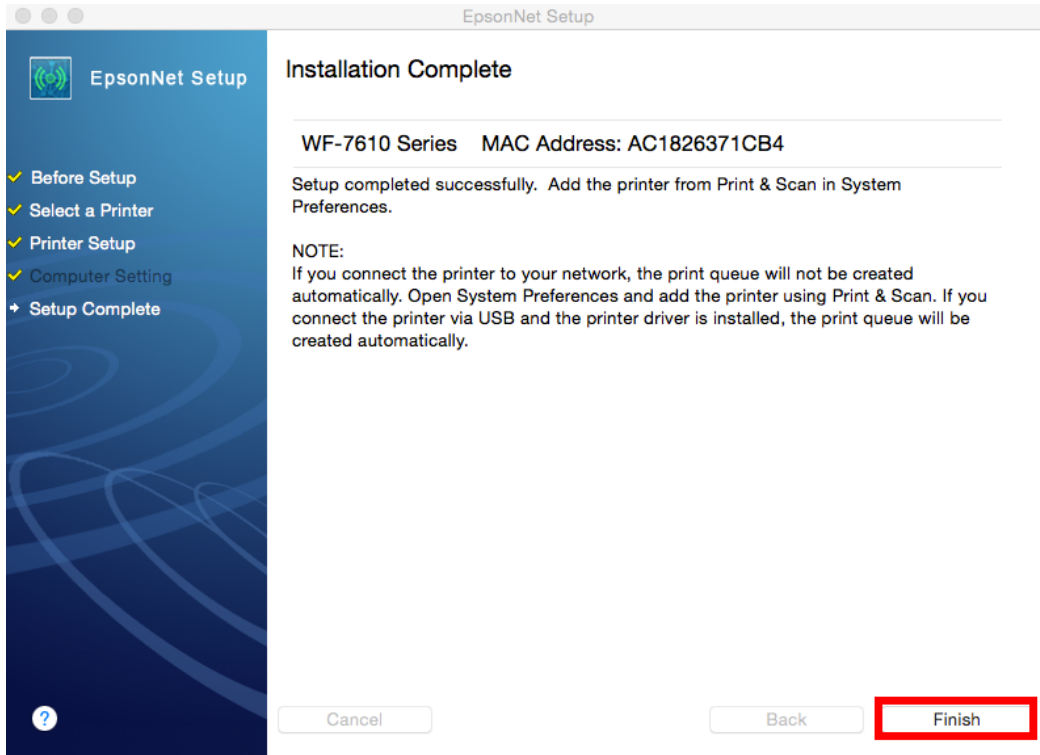 EpsonNet Setup
EpsonNet Setup
Before Setup
Select a Printer
Printer Setup
Computer Setting
Setup Complete
Installation Complete
WF-7610 Series MAC Address: AC1826371CB4
Setup completed successfully. Add the printer from Print & Scan in System
Preferences.
NOTE:
If you connect the printer to your network, the print queue will not be created
automatically. Open System Preferences and add the printer using Print & Scan. If you
connect the printer via USB and the printer driver is installed, the print queue will be
created automatically.
?
Cancel
Back
Finish